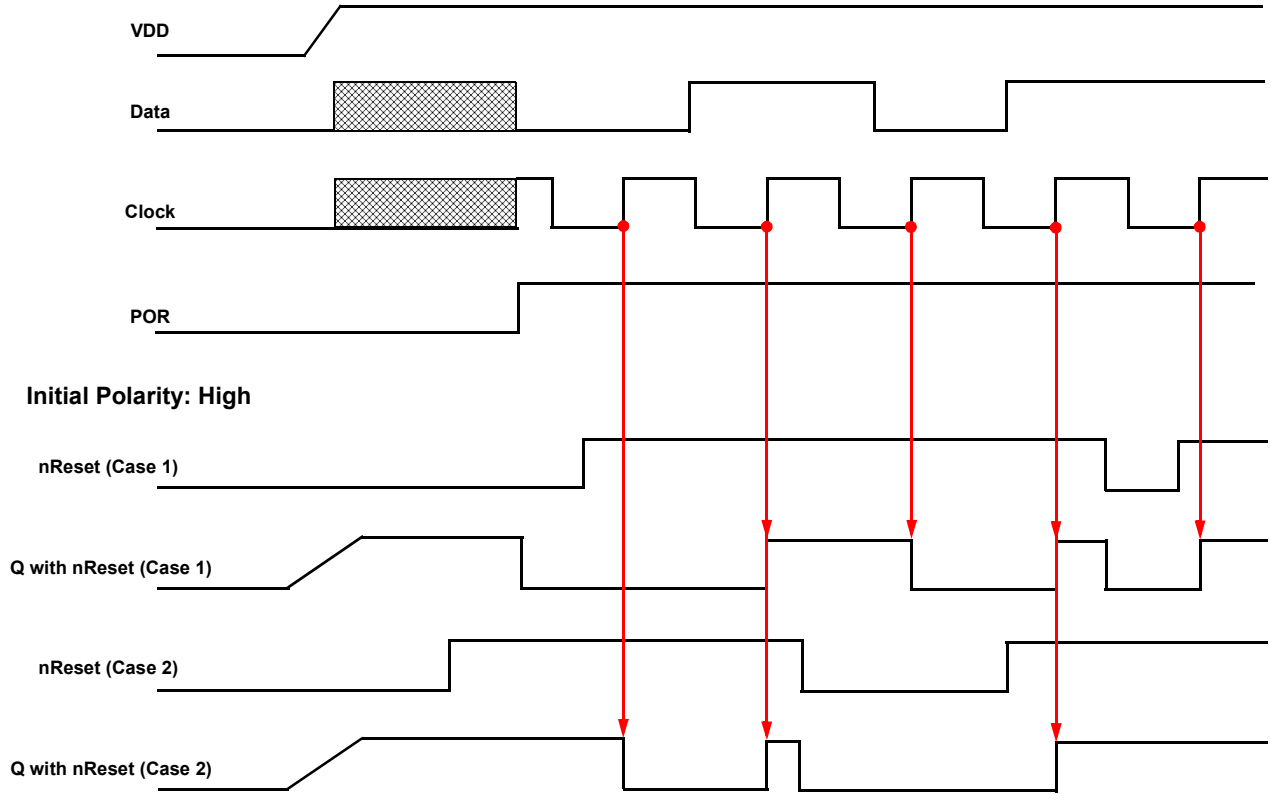 VDD
Data
Clock
POR
Initial Polarity: High
nReset (Case 1)
Q with nReset (Case 1)
nReset (Case 2)
Q with nReset (Case 2)